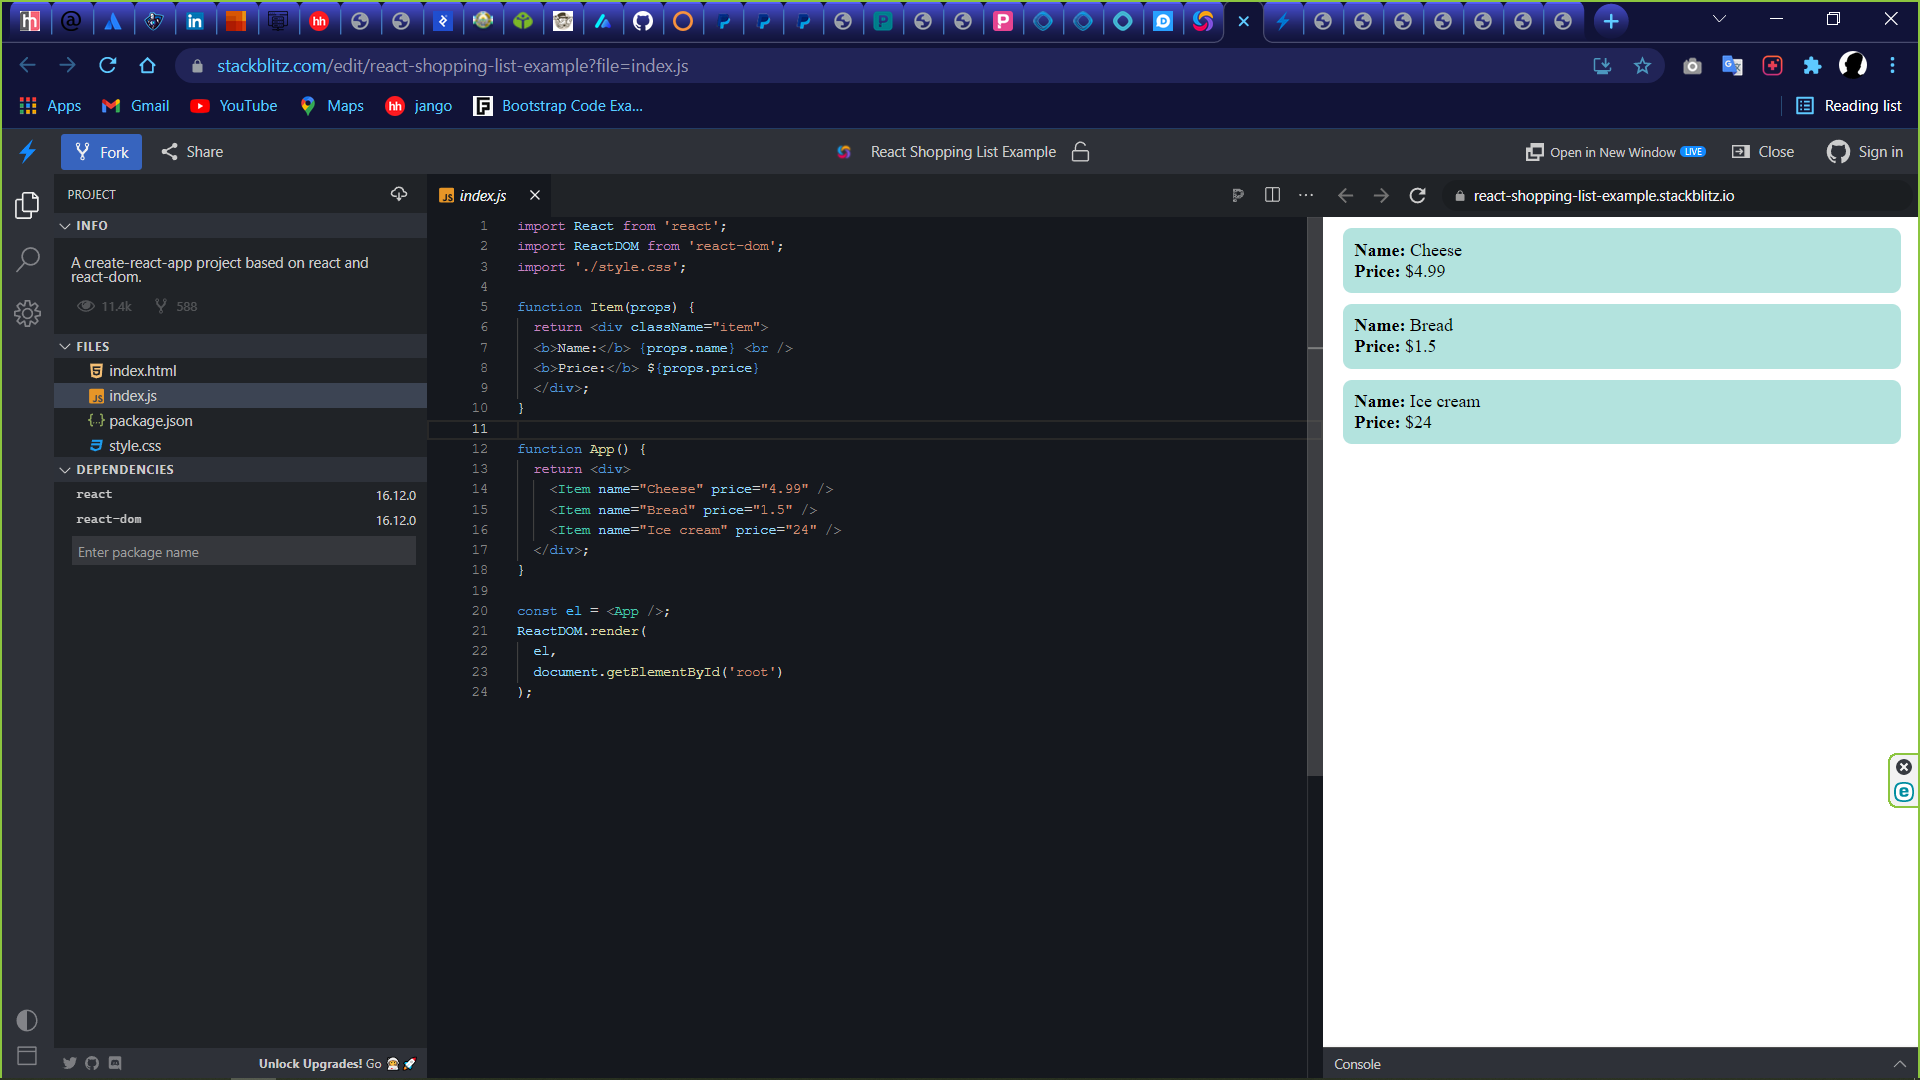 stackblitz.com/edit/react-shopping-list-example?file=index.js
Apps Gmail YouTube Maps jango Bootstrap Code Exa... Reading list
Fork Share React Shopping List Example Open in New Window LIVE Close Sign in
PROJECT
INFO
A create-react-app project based on react and
react-dom.
11.4k 588
FILES
index.html
index.js
package.json
style.css
DEPENDENCIES
react 16.12.0
react-dom 16.12.0
Enter package name
Unlock Upgrades! Go
index.js
1 import React from 'react';
2 import ReactDOM from 'react-dom';
3 import './style.css';
4
5 function Item(props) {
6 return <div className="item">
7 <b>Name:</b> {props.name} <br />
8 <b>Price:</b> ${props.price}
9 </div>;
10 }
11
12 function App() {
13 return <div>
14 <Item name="Cheese" price="4.99" />
15 <Item name="Bread" price="1.5" />
16 <Item name="Ice cream" price="24" />
17 </div>;
18 }
19
20 const el = <App />;
21 ReactDOM.render(
22 el,
23 document.getElementById('root')
24 );
react-shopping-list-example.stackblitz.io
Name: Cheese
Price: $4.99
Name: Bread
Price: $1.5
Name: Ice cream
Price: $24
Console